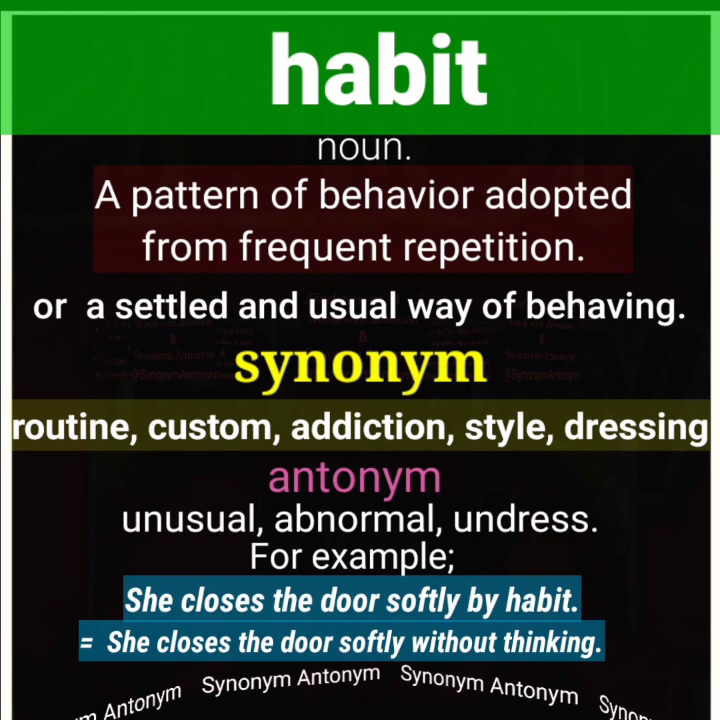 habit
noun.
A pattern of behavior adopted
from frequent repetition.
or a settled and usual way of behaving.
synonym
routine, custom, addiction, style, dressing
antonym
unusual, abnormal, undress.
For example;
She closes the door softly by habit.
= She closes the door softly without thinking.
Antonym Synonym Antonym Synonym Antonym